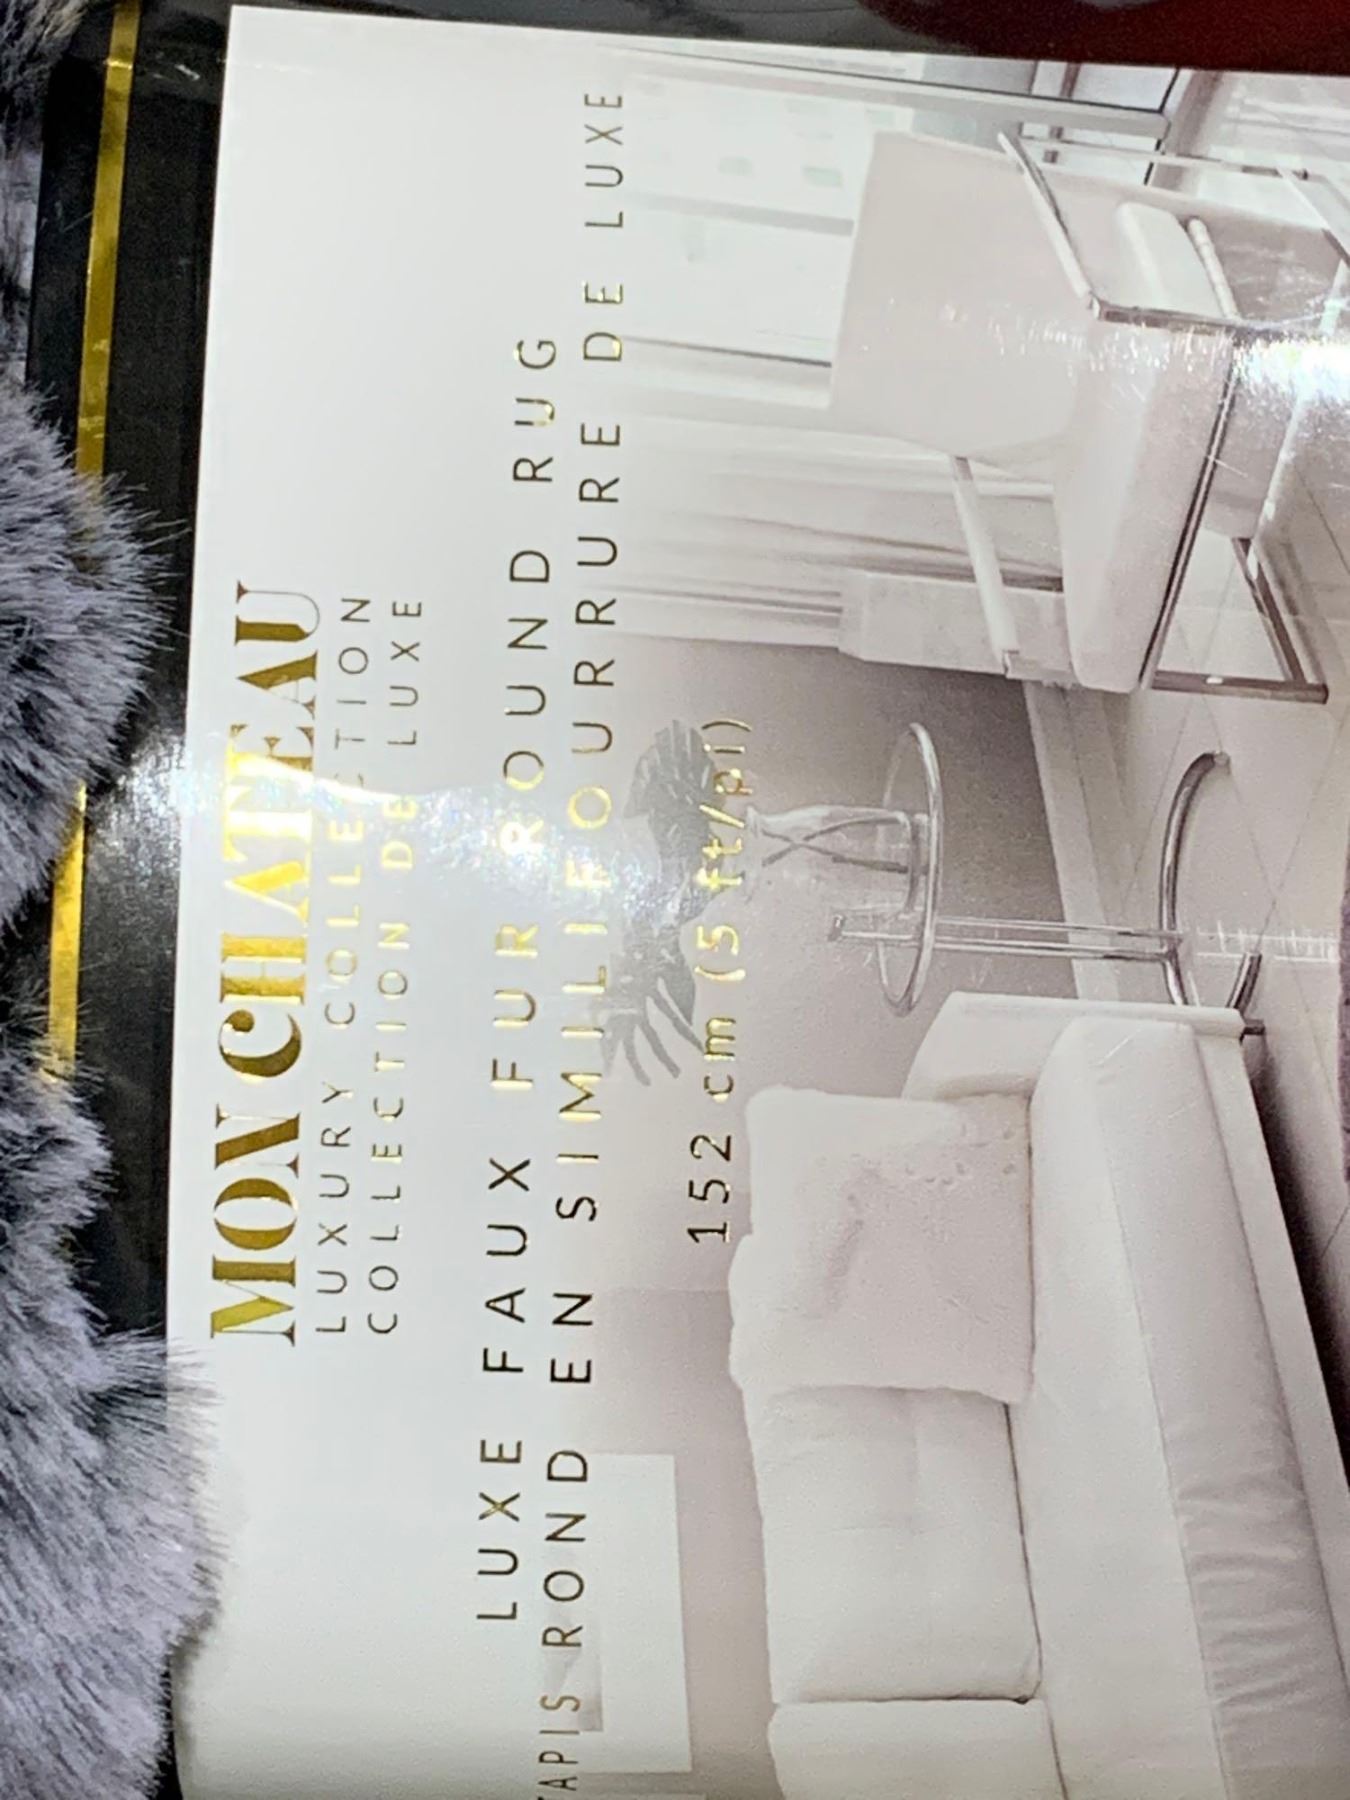 MON CHATEAU
LUXURY COLLECTION
COLLECTION DE LUXE
LUXE FAUX FUR ROUND RUG
TAPIS ROND EN SIMILIFOURRURE DE LUXE
152 cm (5 ft/pi)